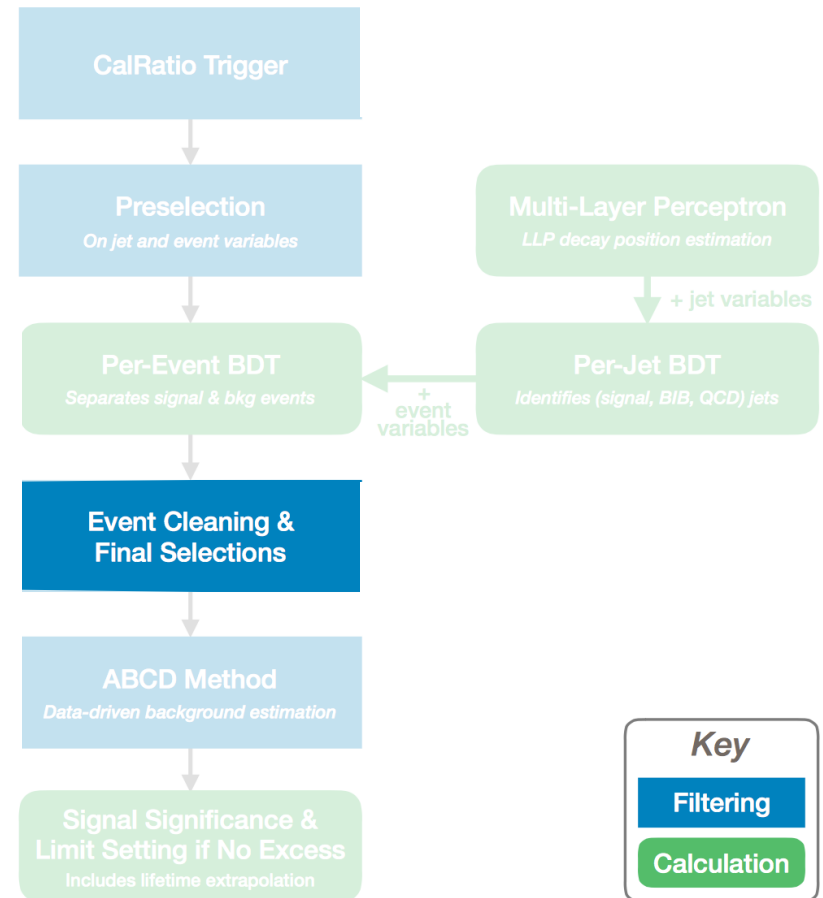 CalRatio Trigger
Preselection
On jet and event variables
Multi-Layer Perceptron
LLP decay position estimation
+ jet variables
Per-Event BDT
Separates signal & bkg events
Per-Jet BDT
Identifies (signal, BIB, QCD) jets
+
event
variables
Event Cleaning &
Final Selections
ABCD Method
Data-driven background estimation
Signal Significance &
Limit Setting if No Excess
Includes lifetime extrapolation
Key
Filtering
Calculation